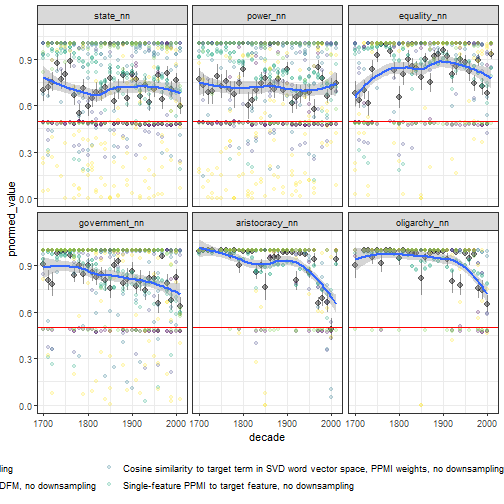 state_nn power_nn equality_nn
0.9
0.6
0.3
0.0
government_nn aristocracy_nn oligarchy_nn
0.9
0.6
0.3
0.0
pnormed_value
1700 1800 1900 2000 1700 1800 1900 2000 1700 1800 1900 2000
decade
ling Cosine similarity to target term in SVD word vector space, PPMI weights, no downsampling
DFM, no downsampling) Single-feature PPMI to target feature, no downsampling